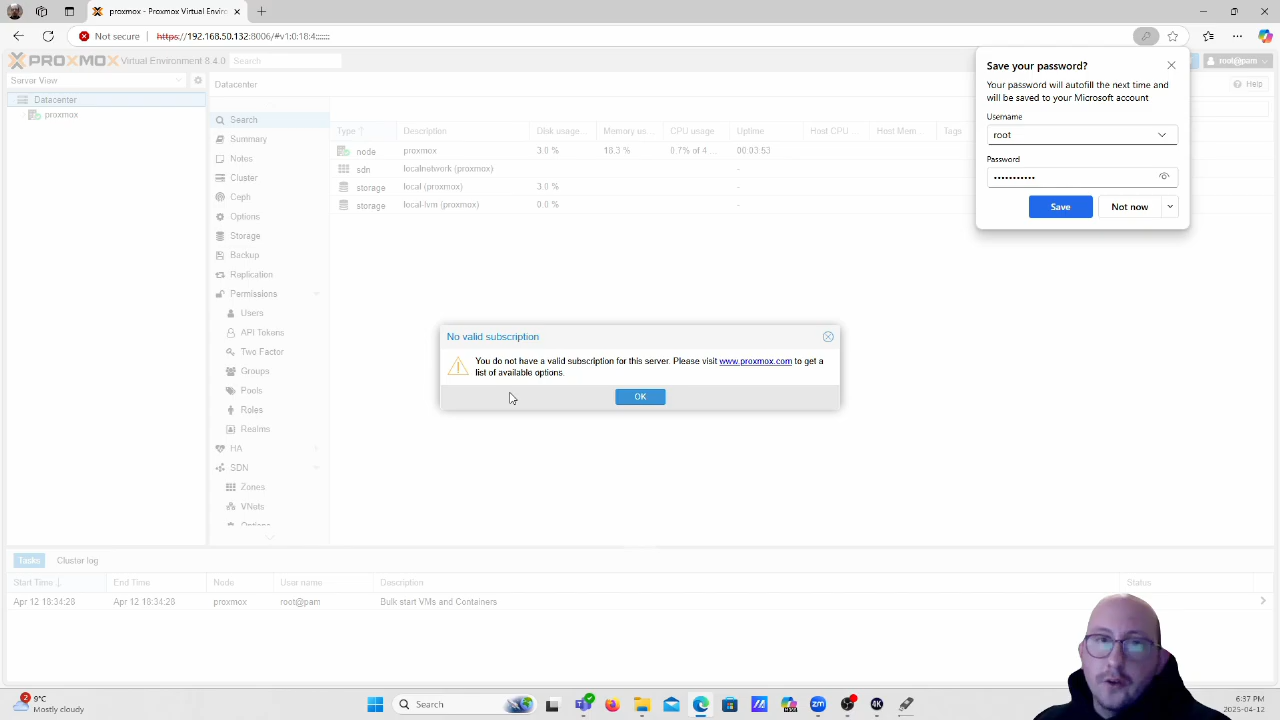 proxmox - Proxmox Virtual Enviro
Not secure
https://192.168.50.132:8006/#v1:0:18:4:::::::
PROXMOX Virtual Environment 8.4.0
Search
root@pam
Server View
Datacenter
Help
Datacenter
proxmox
Search
Summary
Notes
Cluster
Ceph
Options
Storage
Backup
Replication
Permissions
Users
API Tokens
Two Factor
Groups
Pools
Roles
Realms
HA
SDN
Zones
VNets
Options
Type
Description
Disk usage...
Memory us...
CPU usage
Uptime
Host CPU ...
Host Mem...
Tags
node
proxmox
3.0 %
18.3 %
0.7% of 4 ...
00:03:53
sdn
localnetwork (proxmox)
-
storage
local (proxmox)
3.0 %
-
storage
local-lvm (proxmox)
0.0 %
-
Save your password?
Your password will autofill the next time and
will be saved to your Microsoft account
Username
root
Password
•••••••••••
Save
Not now
No valid subscription
You do not have a valid subscription for this server. Please visit www.proxmox.com to get a
list of available options.
OK
Tasks
Cluster log
Start Time
End Time
Node
User name
Description
Status
Apr 12 18:34:28
Apr 12 18:34:28
proxmox
root@pam
Bulk start VMs and Containers
2
9°C
Mostly cloudy
Search
zm
4K
6:37 PM
2025-04-12